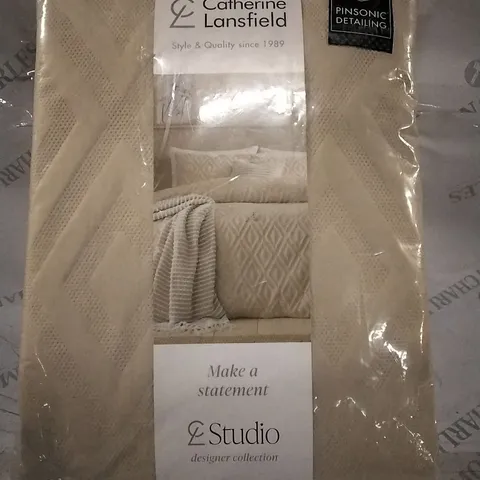 Catherine
Lansfield
Style & Quality since 1989
PINSONIC
DETAILING
Make a
statement
Studio
designer collection